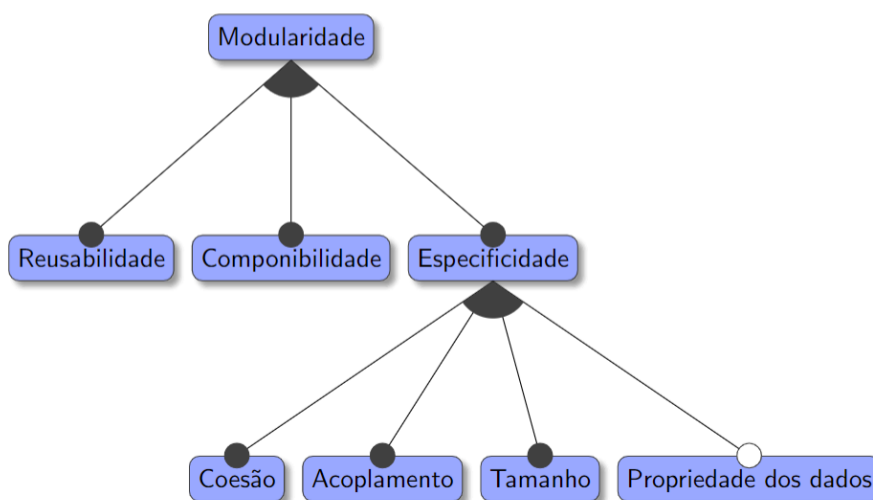 Modularidade
Reusabilidade
Componibilidade
Especificidade
Coesão
Acoplamento
Tamanho
Propriedade dos dados